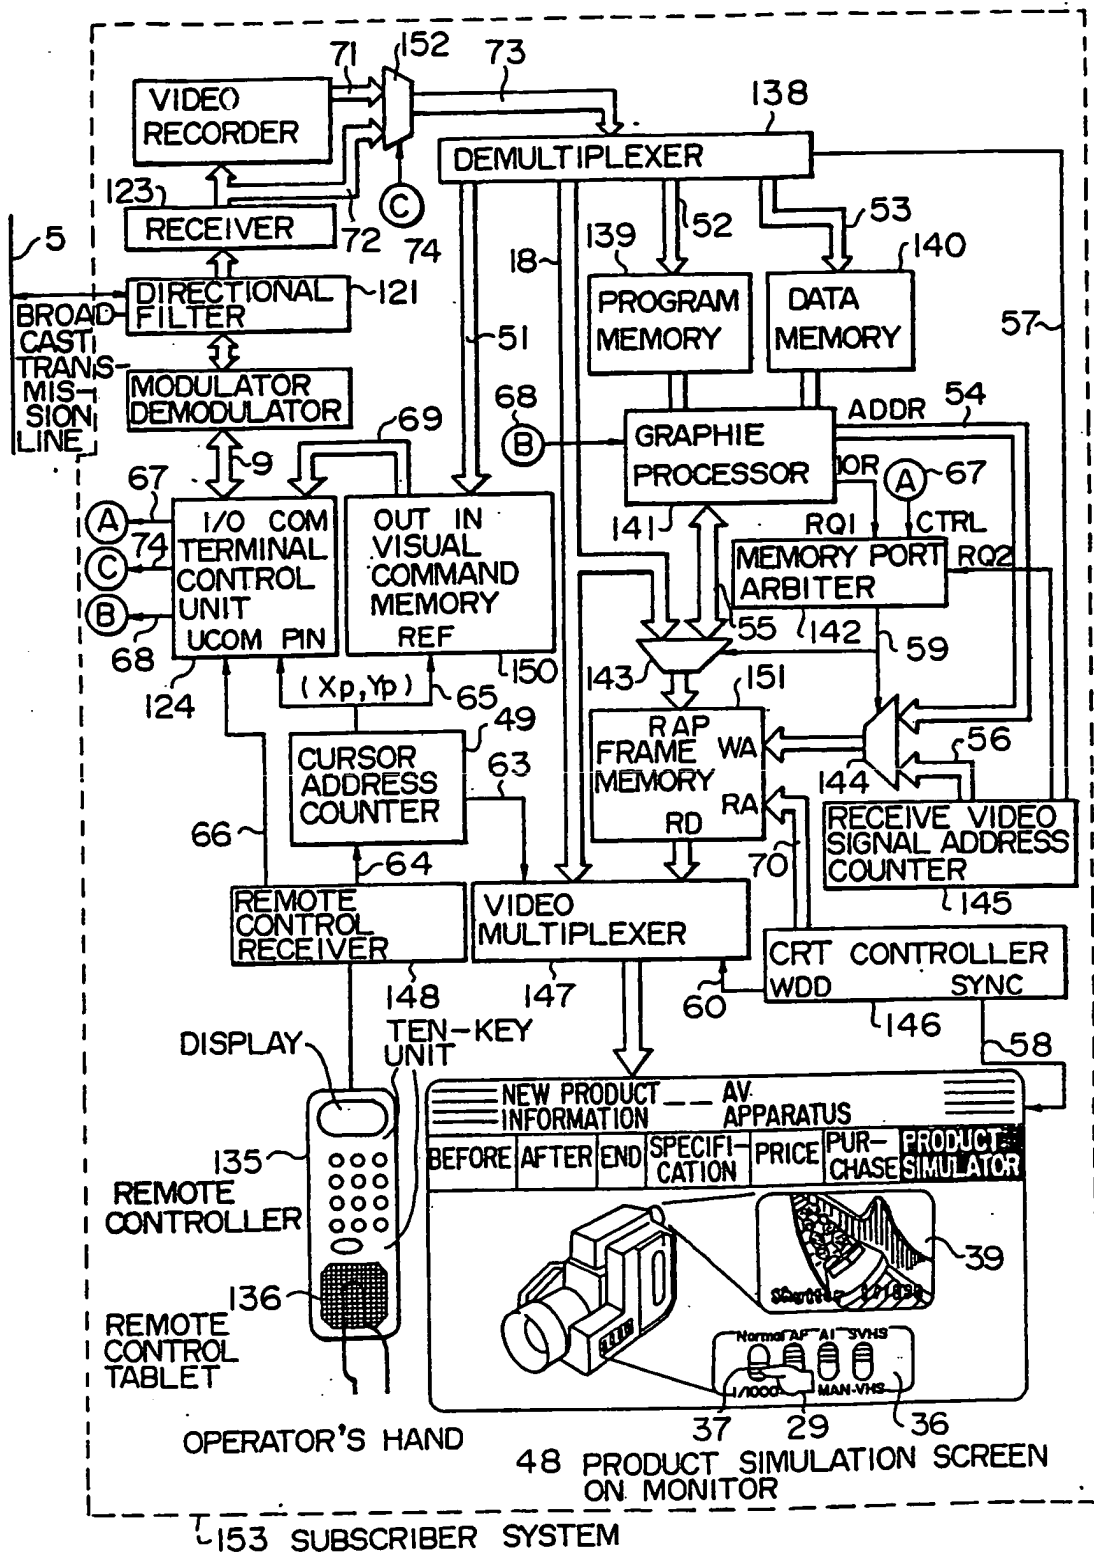 71
152
73
VIDEO
RECORDER
138
DEMULTIPLEXER
123
RECEIVER
C
72
74
18
52
53
5
139
140
DIRECTIONAL
FILTER
121
PROGRAM
MEMORY
DATA
MEMORY
57
BROAD
CAST
TRANS-
MIS-
SION
LINE
51
MODULATOR
DEMODULATOR
68
B
ADDR
54
69
GRAPHIE
PROCESSOR
9
IOR
A
67
67
A
I/O COM
TERMINAL
CONTROL
UNIT
UCOM PIN
OUT IN
VISUAL
COMMAND
MEMORY
REF
141
RQ1
CTRL
74
C
MEMORY PORT
ARBITER
RQ2
B
68
55
142
59
124
(Xp,Yp)
65
150
143
151
49
RAP
FRAME
MEMORY
WA
RA
RD
56
CURSOR
ADDRESS
COUNTER
63
144
66
64
70
RECEIVE VIDEO
SIGNAL ADDRESS
COUNTER
REMOTE
CONTROL
RECEIVER
VIDEO
MULTIPLEXER
145
CRT CONTROLLER
WDD
SYNC
148
147
60
146
TEN-KEY
UNIT
DISPLAY
58
NEW PRODUCT__AV
INFORMATION APPARATUS
135
BEFORE
AFTER
END
SPECIFI-
CATION
PRICE
PUR-
CHASE
PRODUCT
SIMULATOR
REMOTE
CONTROLLER
39
136
Shutter
REMOTE
CONTROL
TABLET
Normal AF AI SVHS
1/1000 MAN VHS
37
29
36
OPERATOR'S HAND
48 PRODUCT SIMULATION SCREEN
ON MONITOR
153 SUBSCRIBER SYSTEM